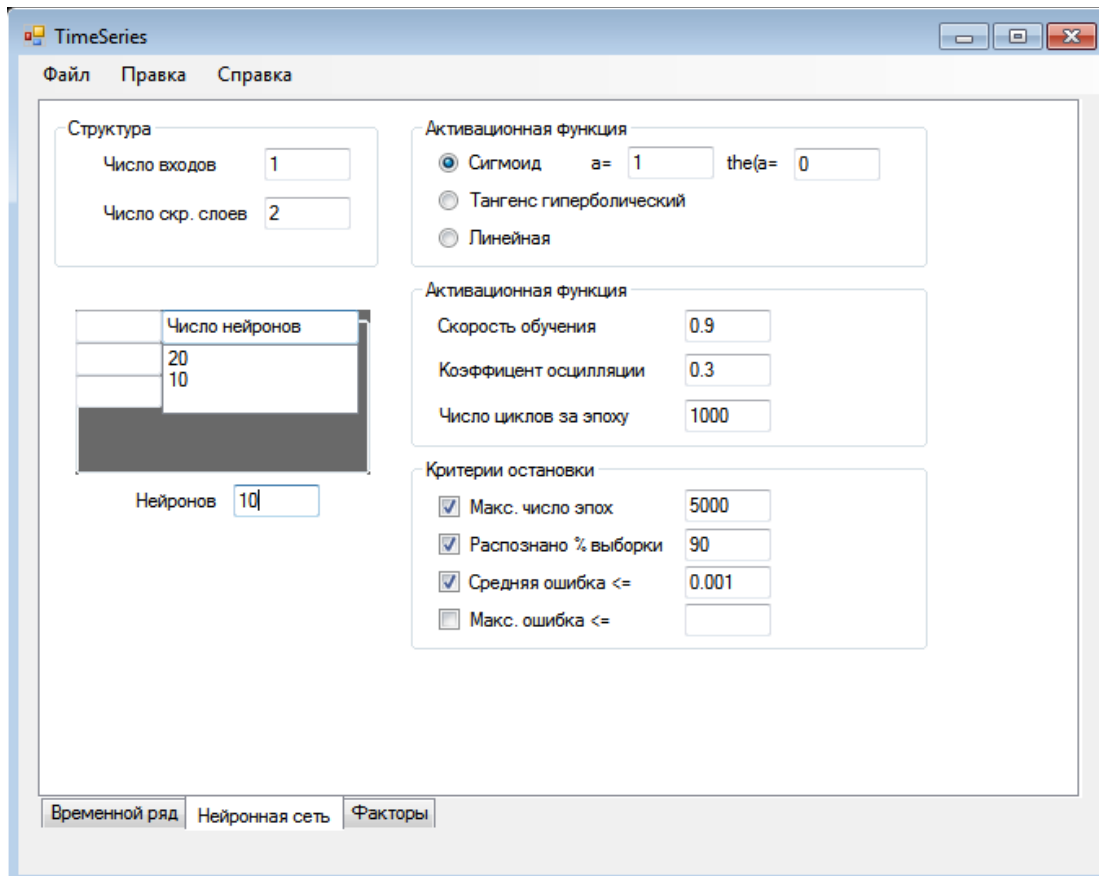 TimeSeries
Файл Правка Справка
Структура
Число входов 1
Число скр. слоев 2
Число нейронов
20
10
Нейронов 10
Активационная функция
Сигмоид a= 1 the(a= 0
Тангенс гиперболический
Линейная
Активационная функция
Скорость обучения 0.9
Коэффицент осцилляции 0.3
Число циклов за эпоху 1000
Критерии остановки
Макс. число эпох 5000
Распознано % выборки 90
Средняя ошибка <= 0.001
Макс. ошибка <=
Временной ряд Нейронная сеть Факторы